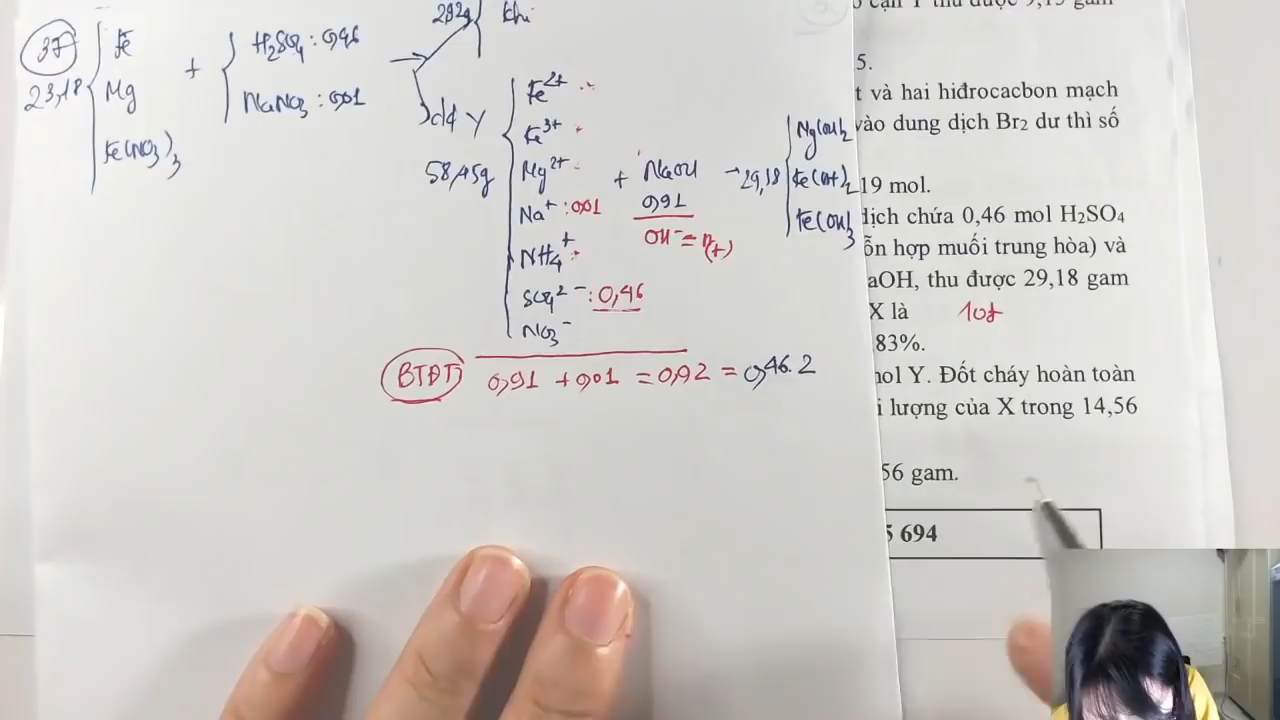 37
23,18
Fe
Mg
Fe(NO3)3
+
H2SO4 : 0,46
NaNO3 : 0,01
2,92g
khí
dd Y
58,45g
Fe2+
Fe3+
Mg2+
Na+ : 0,01
NH4+
SO42- : 0,46
NO3-
+ NaOH
0,91
OH- = n(+)
→ 29,18
Mg(OH)2
Fe(OH)2
Fe(OH)3
BTĐT
0,91 + 0,01 = 0,92 = 0,46.2
5.
t và hai hiđrocacbon mạch
vào dung dịch Br2 dư thì số
19 mol.
dịch chứa 0,46 mol H2SO4
ỗn hợp muối trung hòa) và
aOH, thu được 29,18 gam
X là
83%.
nol Y. Đốt cháy hoàn toàn
i lượng của X trong 14,56
56 gam.
5 694